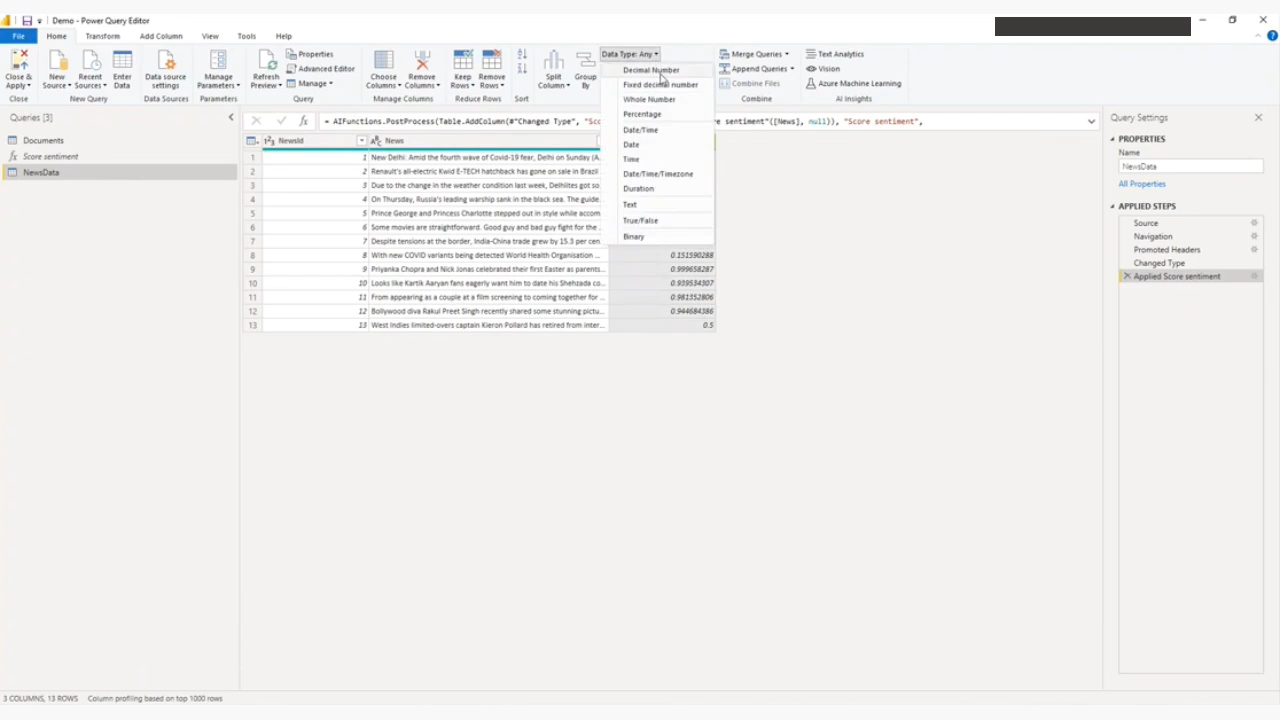 Demo - Power Query Editor
File Home Transform Add Column View Tools Help
Close & Apply
New Source
Recent Sources
Enter Data
Data source settings
Manage Parameters
Refresh Preview
Properties
Advanced Editor
Manage
Choose Columns
Remove Columns
Keep Rows
Remove Rows
Split Column
Group By
Data Type: Any
Merge Queries
Append Queries
Combine Files
Text Analytics
Vision
Azure Machine Learning
Close New Query Data Sources Parameters Query Manage Columns Reduce Rows Sort Combine AI Insights
Decimal Number
Fixed decimal number
Whole Number
Percentage
Date/Time
Date
Time
Date/Time/Timezone
Duration
Text
True/False
Binary
Queries [3]
Documents
Score sentiment
NewsData
= AIFunctions.PostProcess(Table.AddColumn(#"Changed Type", "Sco
re sentiment"([News], null)), "Score sentiment",
NewsId News
1 1 New Delhi: Amid the fourth wave of Covid-19 fear, Delhi on Sunday (A...
2 2 Renault's all-electric Kwid E-TECH hatchback has gone on sale in Brazil
3 3 Due to the change in the weather condition last week, Delhiites got so
4 4 On Thursday, Russia's leading warship sank in the black sea. The guide
5 5 Prince George and Princess Charlotte stepped out in style while accom
6 6 Some movies are straightforward. Good guy and bad guy fight for the
7 7 Despite tensions at the border, India-China trade grew by 15.3 per cen
8 8 With new COVID variants being detected World Health Organisation ... 0.151590288
9 9 Priyanka Chopra and Nick Jonas celebrated their first Easter as parents... 0.999658287
10 10 Looks like Kartik Aaryan fans eagerly want him to date his Shehzada co... 0.939534307
11 11 From appearing as a couple at a film screening to coming together for ... 0.981352806
12 12 Bollywood diva Rakul Preet Singh recently shared some stunning pictu... 0.944684386
13 13 West Indies limited-overs captain Kieron Pollard has retired from inter... 0.5
Query Settings
PROPERTIES
Name
NewsData
All Properties
APPLIED STEPS
Source
Navigation
Promoted Headers
Changed Type
Applied Score sentiment
3 COLUMNS, 13 ROWS Column profiling based on top 1000 rows